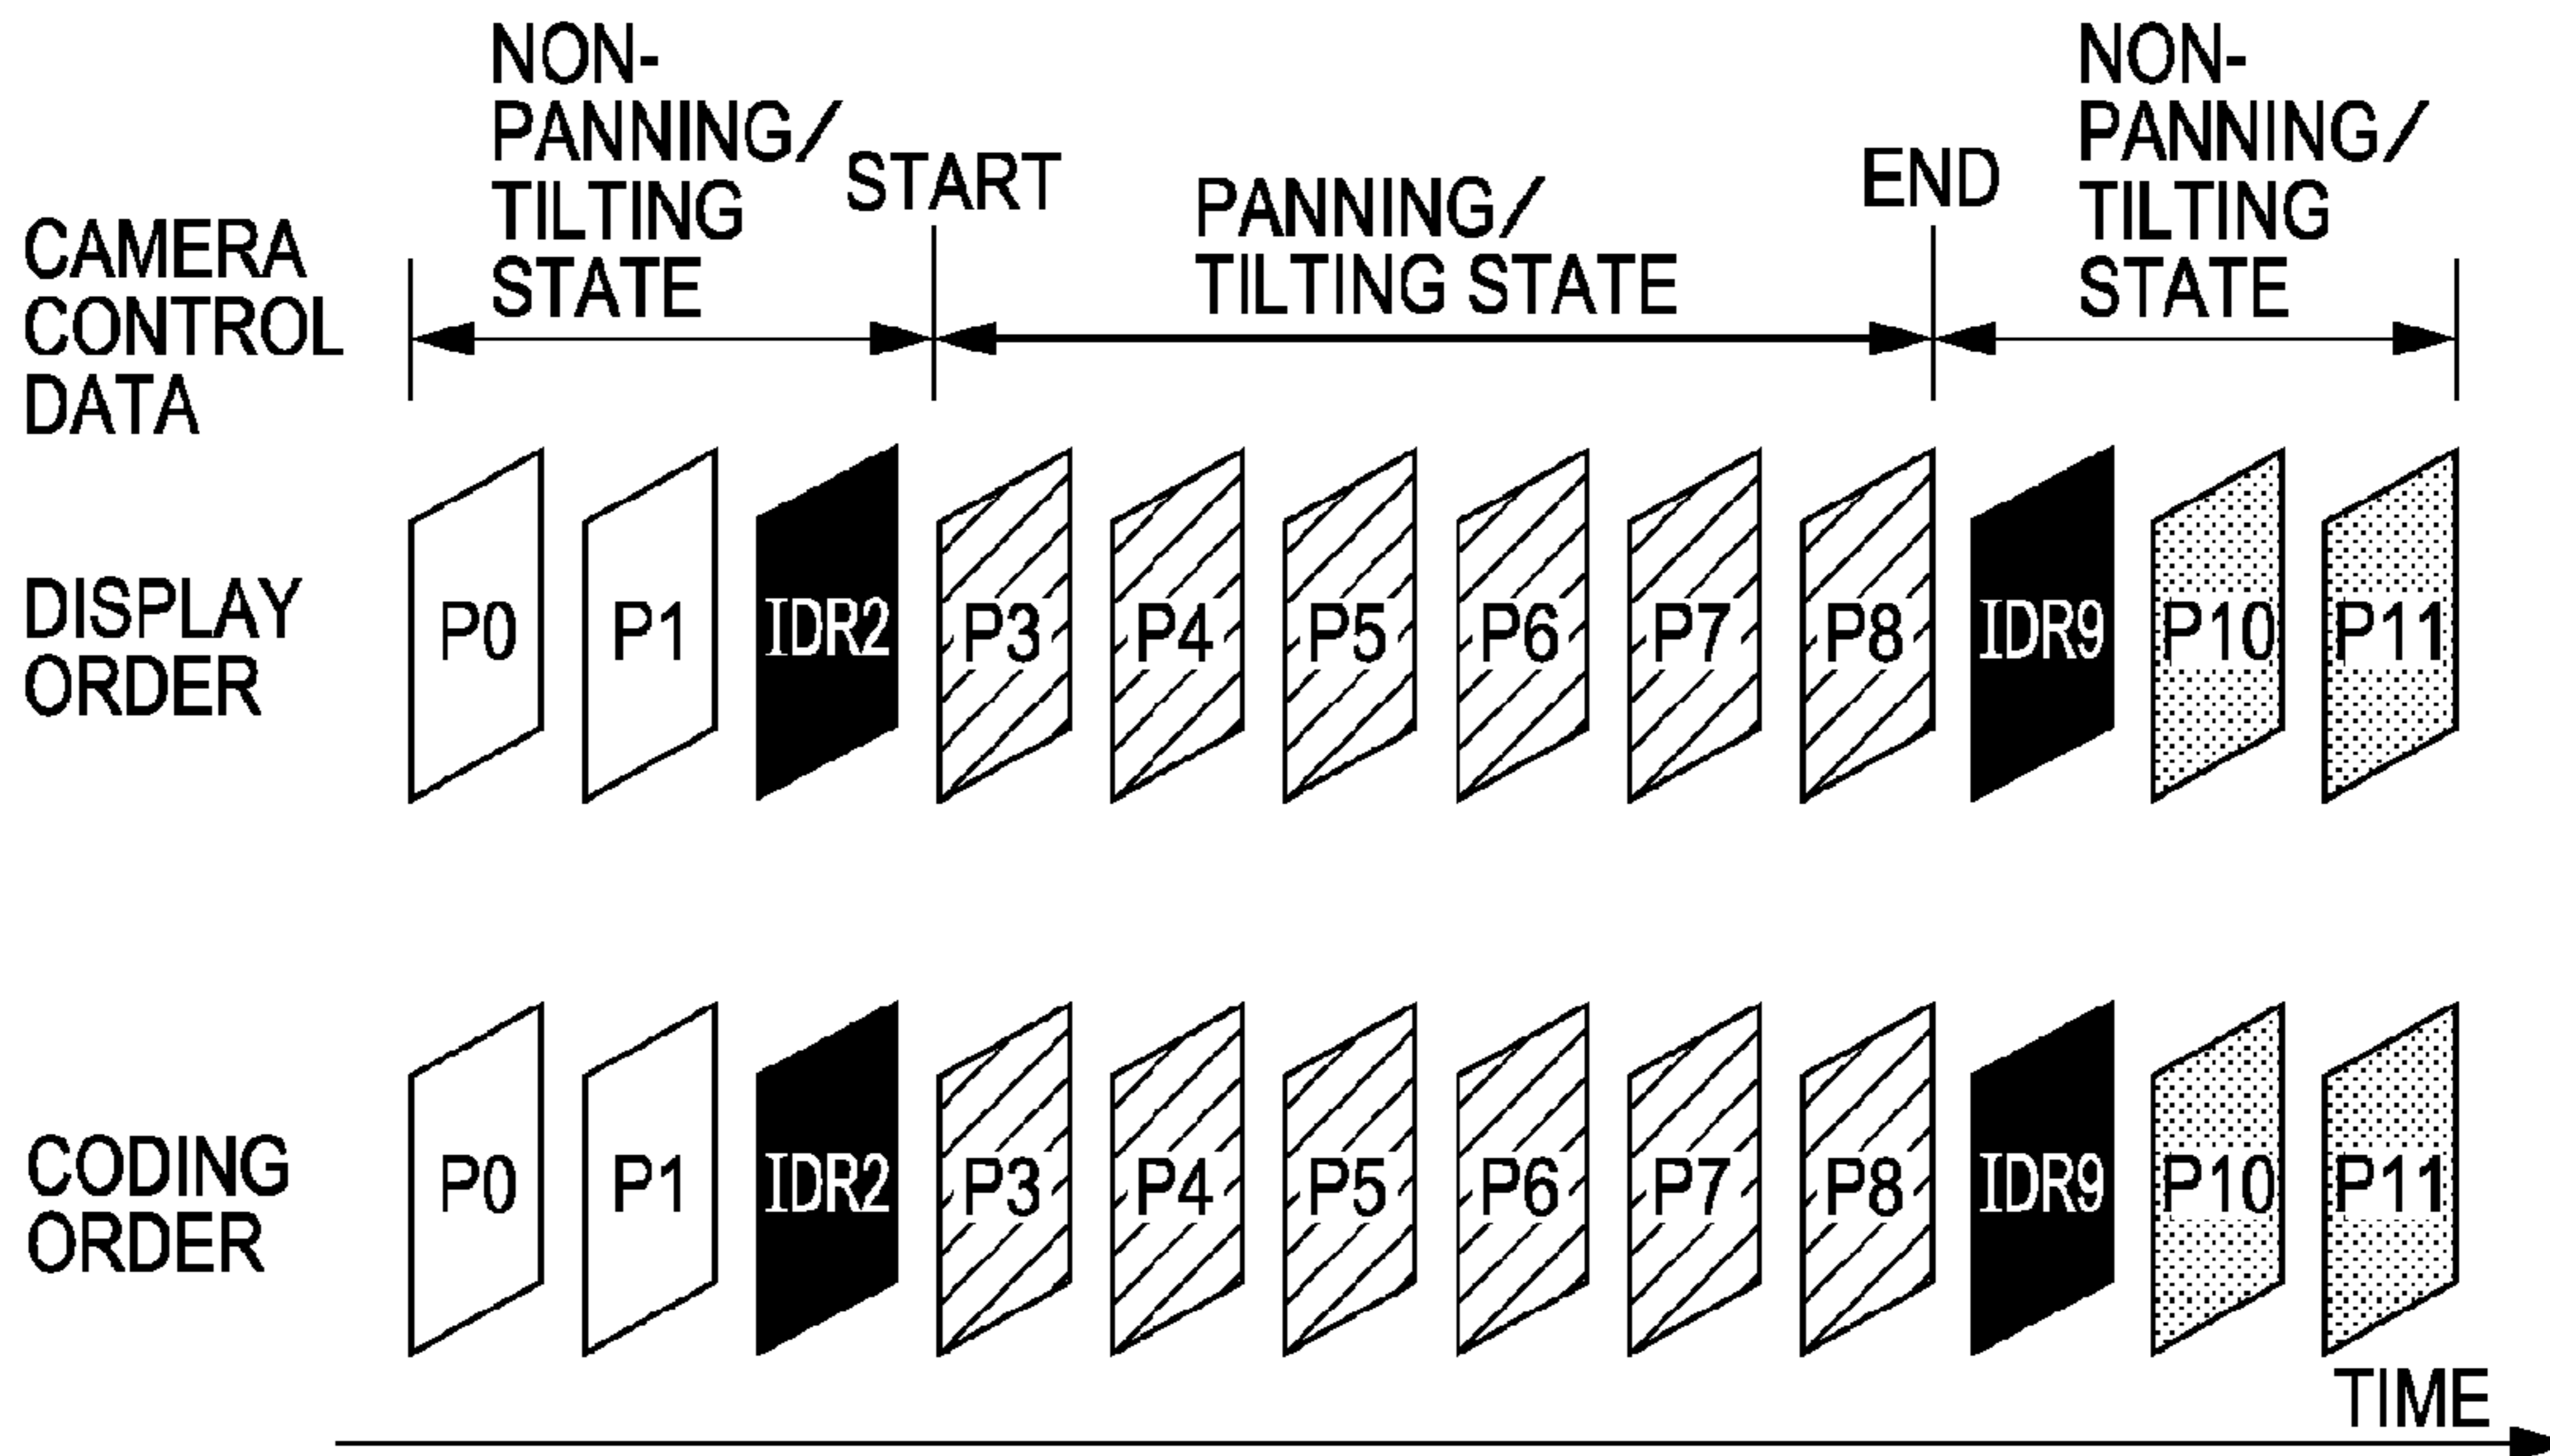 NON-
PANNING/
TILTING
STATE
START
PANNING/
TILTING STATE
END
NON-
PANNING/
TILTING
STATE
CAMERA
CONTROL
DATA
DISPLAY
ORDER
P0 P1 IDR2 P3 P4 P5 P6 P7 P8 IDR9 P10 P11
CODING
ORDER
P0 P1 IDR2 P3 P4 P5 P6 P7 P8 IDR9 P10 P11
TIME